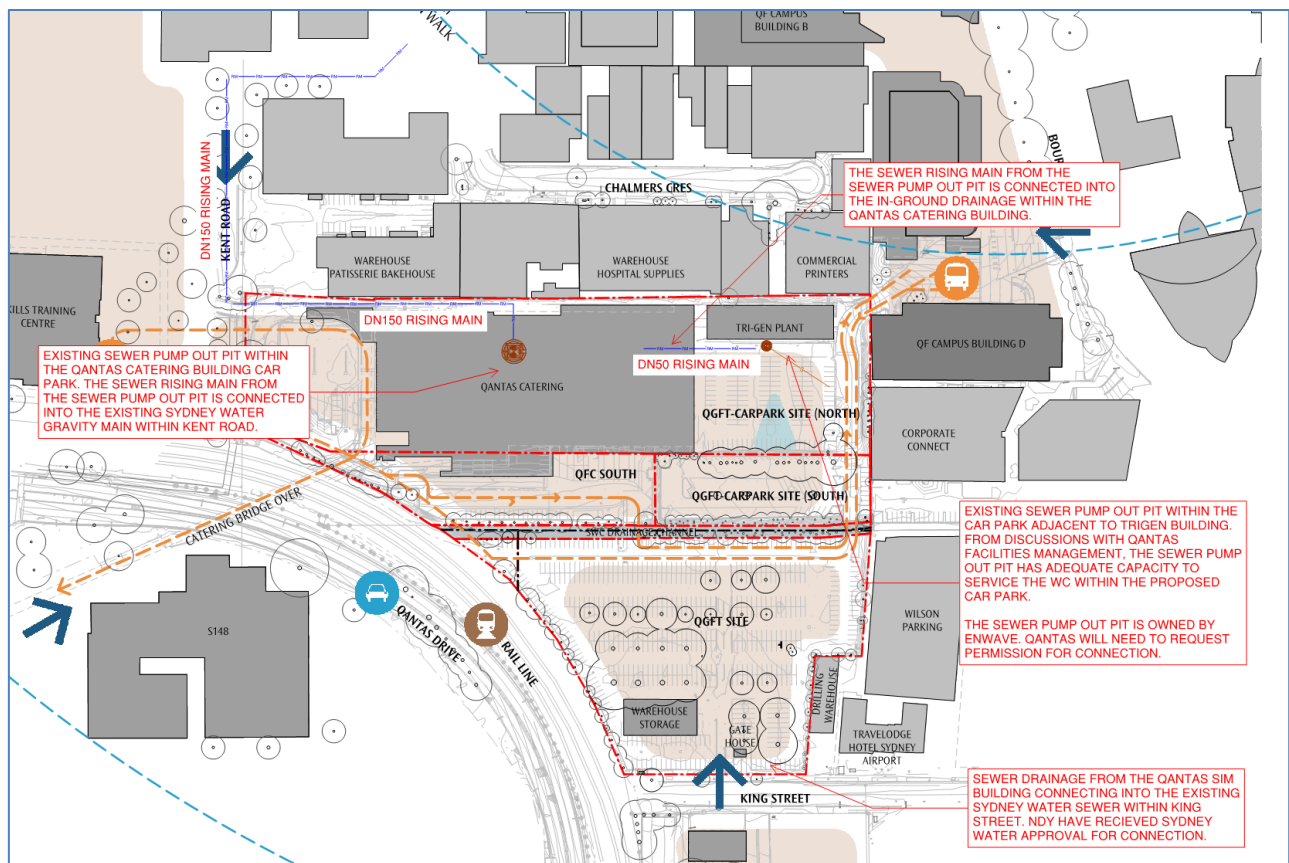 QF CAMPUS
BUILDING B
WALK
RM RM RM RM RM
DN150 RISING MAIN
KENT ROAD
BOUR
CHALMERS CRES
THE SEWER RISING MAIN FROM THE
SEWER PUMP OUT PIT IS CONNECTED INTO
THE IN-GROUND DRAINAGE WITHIN THE
QANTAS CATERING BUILDING.
WAREHOUSE
PATISSERIE BAKEHOUSE
WAREHOUSE
HOSPITAL SUPPLIES
COMMERCIAL
PRINTERS
KILLS TRAINING
CENTRE
DN150 RISING MAIN
TRI-GEN PLANT
QF CAMPUS BUILDING D
DN50 RISING MAIN
EXISTING SEWER PUMP OUT PIT WITHIN
THE QANTAS CATERING BUILDING CAR
PARK. THE SEWER RISING MAIN FROM
THE SEWER PUMP OUT PIT IS CONNECTED
INTO THE EXISTING SYDNEY WATER
GRAVITY MAIN WITHIN KENT ROAD.
QANTAS CATERING
QGFT-CARPARK SITE (NORTH)
CORPORATE
CONNECT
QFC SOUTH
QGFT-CARPARK SITE (SOUTH)
CATERING BRIDGE OVER
SWC DRAINAGE CHANNEL
EXISTING SEWER PUMP OUT PIT WITHIN THE
CAR PARK ADJACENT TO TRIGEN BUILDING.
FROM DISCUSSIONS WITH QANTAS
FACILITIES MANAGEMENT, THE SEWER PUMP
OUT PIT HAS ADEQUATE CAPACITY TO
SERVICE THE WC WITHIN THE PROPOSED
CAR PARK.
THE SEWER PUMP OUT PIT IS OWNED BY
ENWAVE. QANTAS WILL NEED TO REQUEST
PERMISSION FOR CONNECTION.
S148
QANTAS DRIVE
RAIL LINE
QGFT SITE
WILSON
PARKING
WAREHOUSE
STORAGE
GATE
HOUSE
DRILLING
WAREHOUSE
TRAVELODGE
HOTEL SYDNEY
AIRPORT
KING STREET
SEWER DRAINAGE FROM THE QANTAS SIM
BUILDING CONNECTING INTO THE EXISTING
SYDNEY WATER SEWER WITHIN KING
STREET. NDY HAVE RECIEVED SYDNEY
WATER APPROVAL FOR CONNECTION.